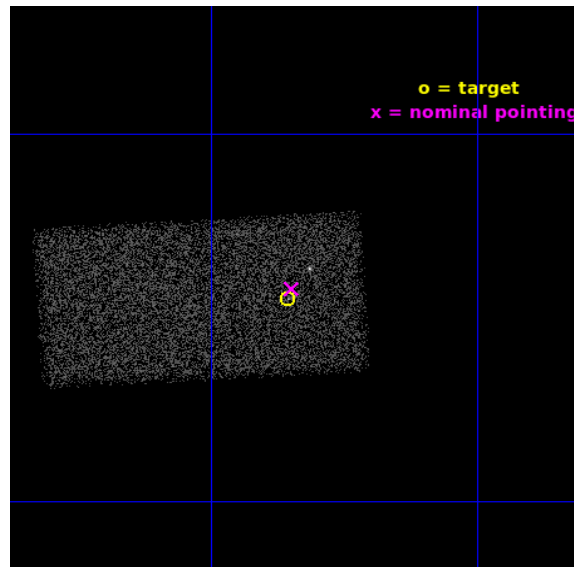 o = target
x = nominal pointing